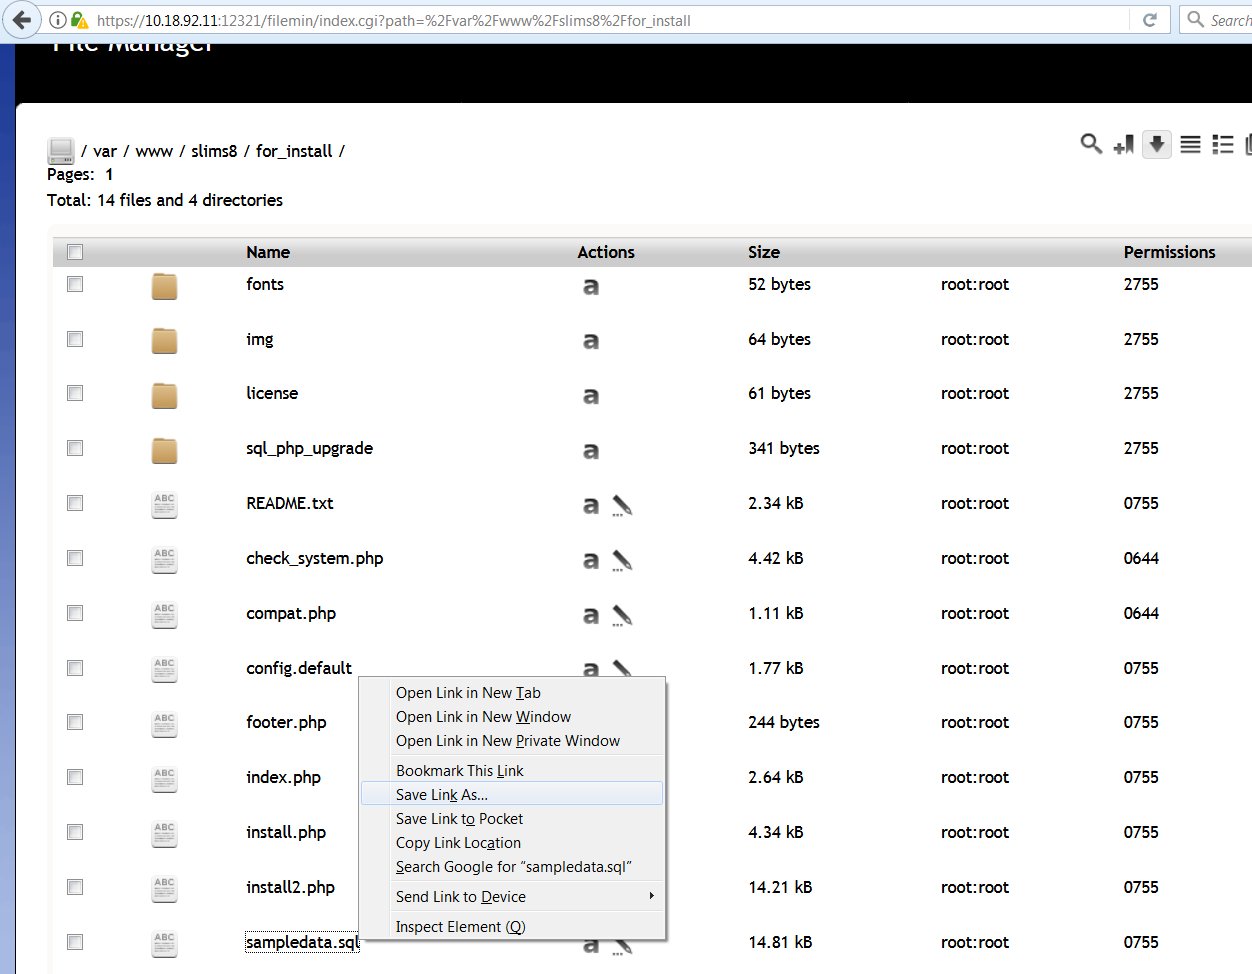 https://10.18.92.11:12321/filemin/index.cgi?path=%2Fvar%2Fwww%2Fslims8%2Ffor_install
Search
File Manager
/ var / www / slims8 / for_install /
Pages: 1
Total: 14 files and 4 directories
Name Actions Size Permissions
fonts a 52 bytes root:root 2755
img a 64 bytes root:root 2755
license a 61 bytes root:root 2755
sql_php_upgrade a 341 bytes root:root 2755
ABC README.txt a 2.34 kB root:root 0755
ABC check_system.php a 4.42 kB root:root 0644
ABC compat.php a 1.11 kB root:root 0644
ABC config.default a 1.77 kB root:root 0755
Open Link in New Tab
Open Link in New Window
ABC footer.php 244 bytes root:root 0755
Open Link in New Private Window
Bookmark This Link
ABC index.php 2.64 kB root:root 0755
Save Link As...
Save Link to Pocket
ABC install.php 4.34 kB root:root 0755
Copy Link Location
Search Google for “sampledata.sql”
ABC install2.php 14.21 kB root:root 0755
Send Link to Device
Inspect Element (Q)
ABC sampledata.sql a 14.81 kB root:root 0755